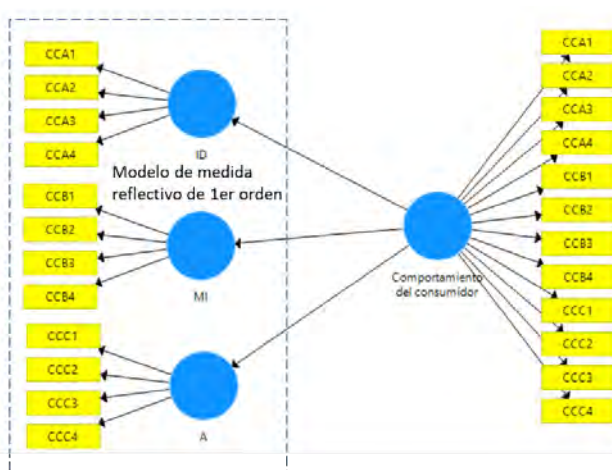 CCA1
CCA2
CCA3
CCA4
ID
Modelo de medida
reflectivo de 1er orden
CCB1
CCB2
CCB3
CCB4
MI
CCC1
CCC2
CCC3
CCC4
A
Comportamiento
del consumidor
CCA1
CCA2
CCA3
CCA4
CCB1
CCB2
CCB3
CCB4
CCC1
CCC2
CCC3
CCC4